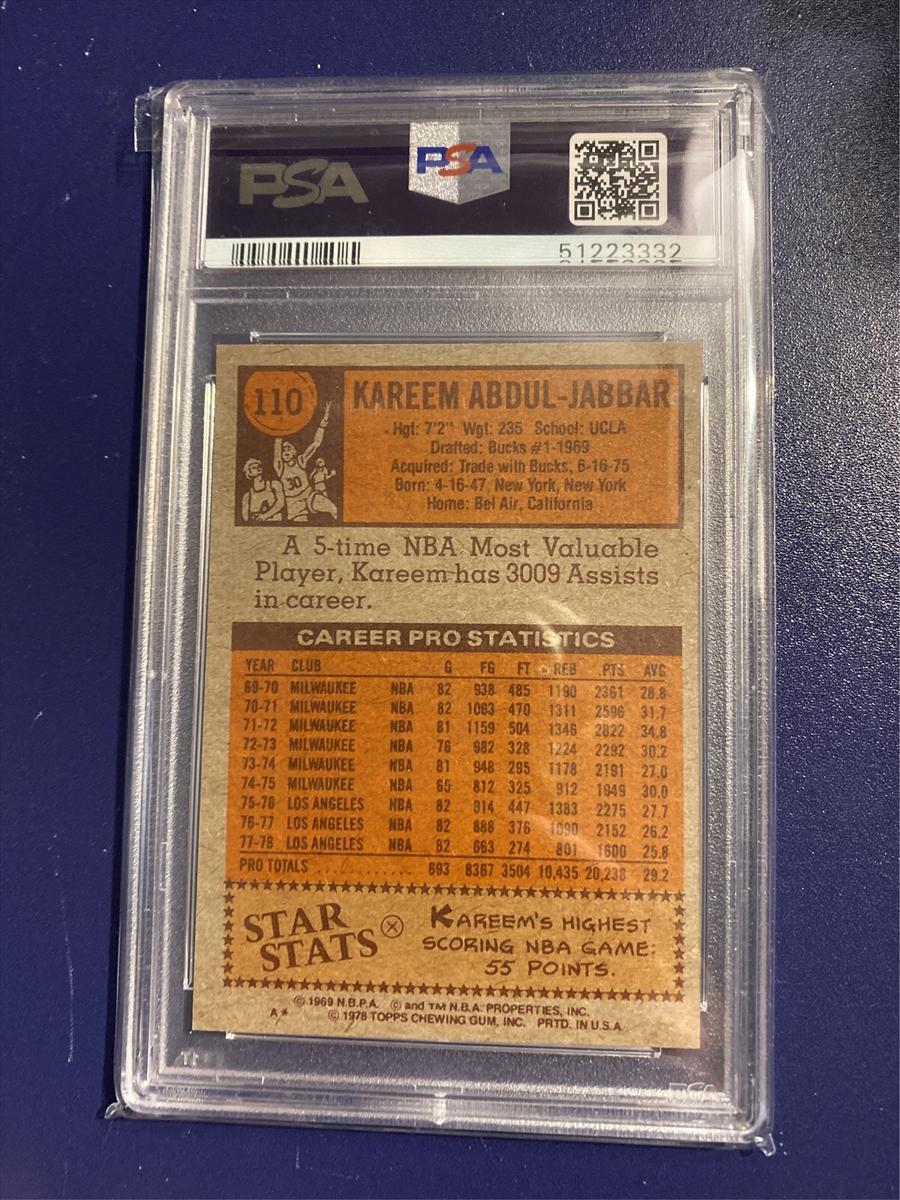 PSA PSA
51223332
110 KAREEM ABDUL-JABBAR
Hgt: 7'2" Wgt: 235 School: UCLA
Drafted: Bucks #1-1969
Acquired: Trade with Bucks, 6-16-75
Born: 4-16-47, New York, New York
Home: Bel Air, California
30
A 5-time NBA Most Valuable
Player, Kareem has 3009 Assists
in career.
CAREER PRO STATISTICS
YEAR CLUB G FG FT REB PTS AVG
69-70 MILWAUKEE NBA 82 938 485 1190 2361 28.8
70-71 MILWAUKEE NBA 82 1063 470 1311 2596 31.7
71-72 MILWAUKEE NBA 81 1159 504 1346 2822 34.8
72-73 MILWAUKEE NBA 76 982 328 1224 2292 30.2
73-74 MILWAUKEE NBA 81 948 295 1178 2191 27.0
74-75 MILWAUKEE NBA 65 812 325 912 1949 30.0
75-76 LOS ANGELES NBA 82 914 447 1383 2275 27.7
76-77 LOS ANGELES NBA 82 888 376 1090 2152 26.2
77-78 LOS ANGELES NBA 62 663 274 801 1600 25.8
PRO TOTALS ............ 693 8367 3504 10,435 20,238 29.2
STAR
STATS
KAREEM'S HIGHEST
SCORING NBA GAME:
55 POINTS.
© 1969 N.B.P.A. © and TM N.B.A. PROPERTIES, INC.
A* © 1978 TOPPS CHEWING GUM, INC. PRTD. IN U.S.A.
PSA